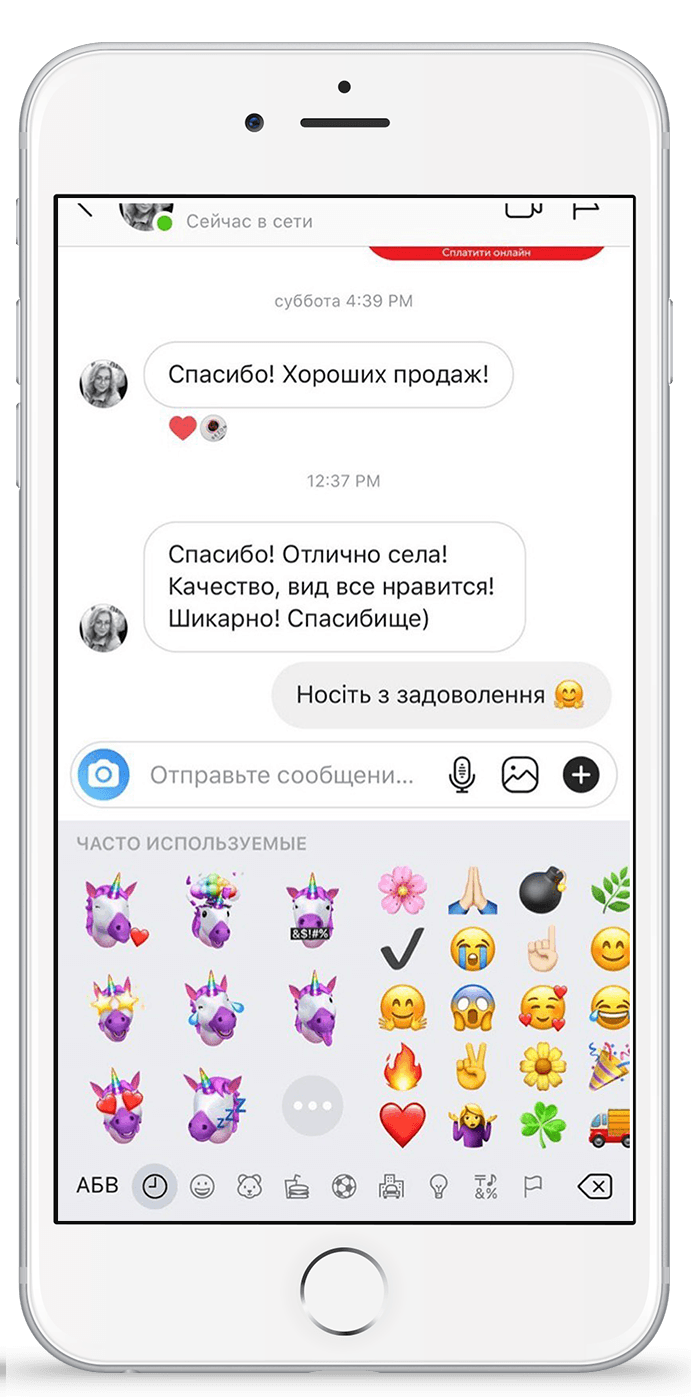 Сейчас в сети
Сплатити онлайн
суббота 4:39 PM
Спасибо! Хороших продаж!
12:37 PM
Спасибо! Отлично села!
Качество, вид все нравится!
Шикарно! Спасибище)
Носіть з задоволення
Отправьте сообщени...
ЧАСТО ИСПОЛЬЗУЕМЫЕ
&$!#%
АБВ
&%